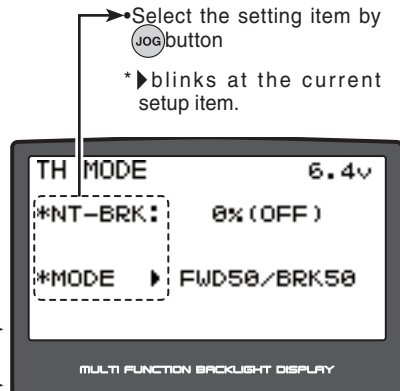 •Select the setting item by
JOG button
* ▶ blinks at the current
setup item.
TH MODE 6.4v
*NT-BRK: 0%(OFF)
*MODE ▶ FWD50/BRK50
MULTI FUNCTION BACKLIGHT DISPLAY